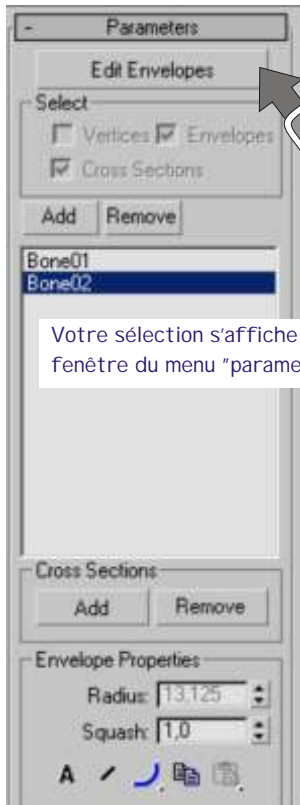 - Parameters
Edit Envelopes
Select
Vertices Envelopes
Cross Sections
Add Remove
Bone01
Bone02
Votre sélection s'affiche
fenêtre du menu "parame
Cross Sections
Add Remove
Envelope Properties
Radius: 13,125
Squash: 1,0
A